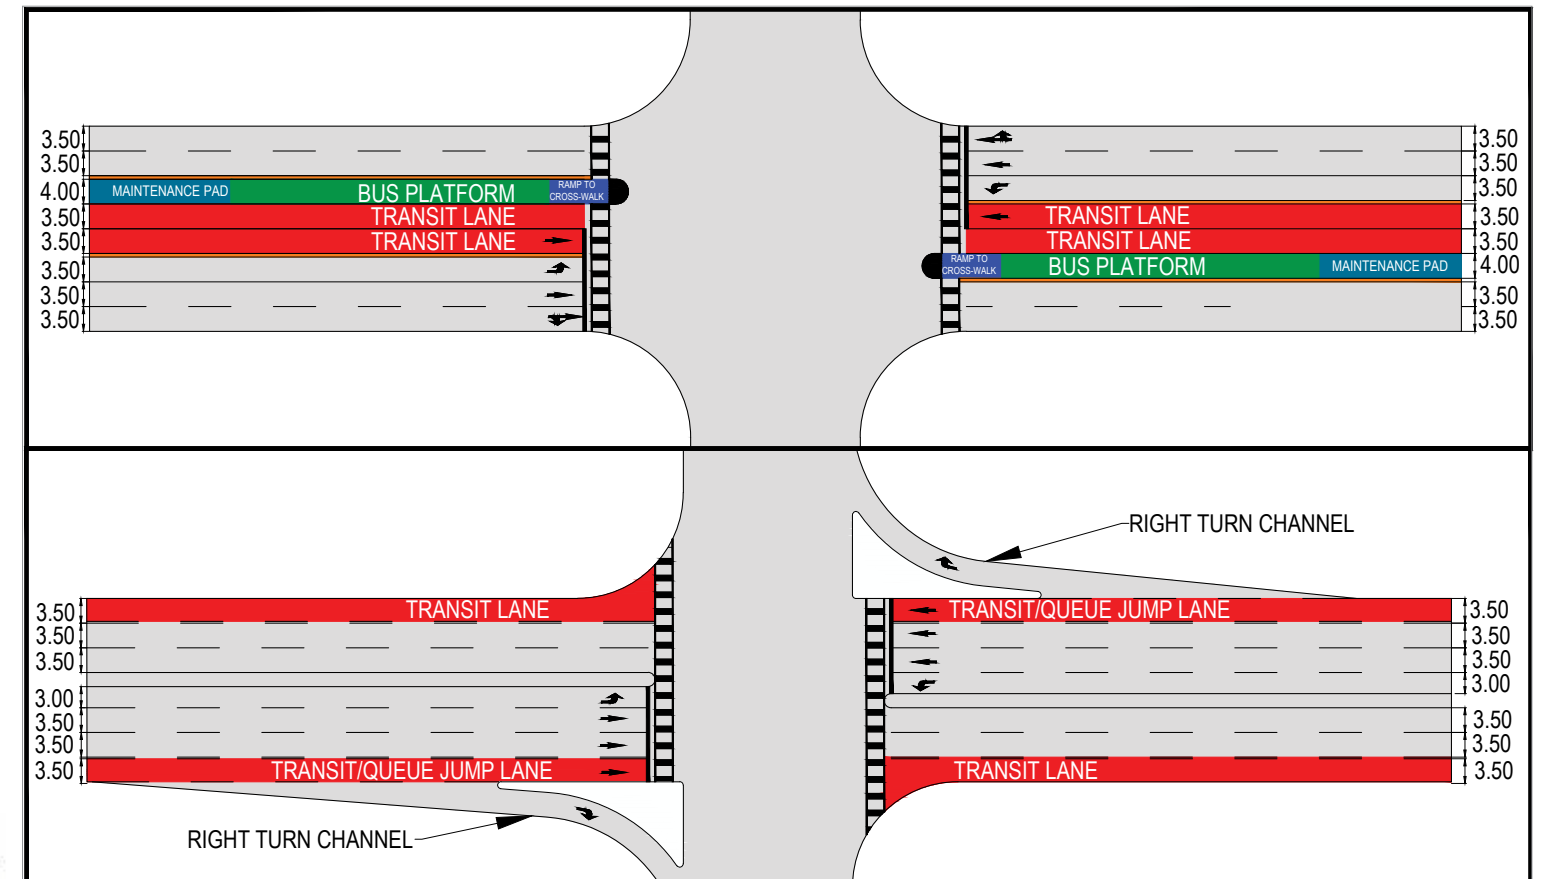 3.50
3.50
4.00
3.50
3.50
3.50
3.50
3.50
MAINTENANCE PAD
BUS PLATFORM
RAMP TO
CROSS-WALK
TRANSIT LANE
TRANSIT LANE
TRANSIT LANE
TRANSIT LANE
RAMP TO
CROSS-WALK
BUS PLATFORM
MAINTENANCE PAD
3.50
3.50
3.50
3.50
3.50
4.00
3.50
3.50
RIGHT TURN CHANNEL
3.50
3.50
3.50
3.00
3.50
3.50
3.50
TRANSIT LANE
TRANSIT/QUEUE JUMP LANE
RIGHT TURN CHANNEL
TRANSIT/QUEUE JUMP LANE
TRANSIT LANE
3.50
3.50
3.50
3.00
3.50
3.50
3.50